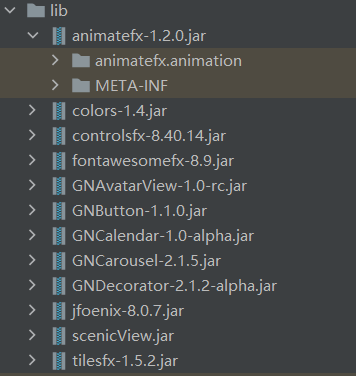 lib
animatefx-1.2.0.jar
animatefx.animation
META-INF
colors-1.4.jar
controlsfx-8.40.14.jar
fontawesomefx-8.9.jar
GNAvatarView-1.0-rc.jar
GNButton-1.1.0.jar
GNCalendar-1.0-alpha.jar
GNCarousel-2.1.5.jar
GNDecorator-2.1.2-alpha.jar
jfoenix-8.0.7.jar
scenicView.jar
tilesfx-1.5.2.jar